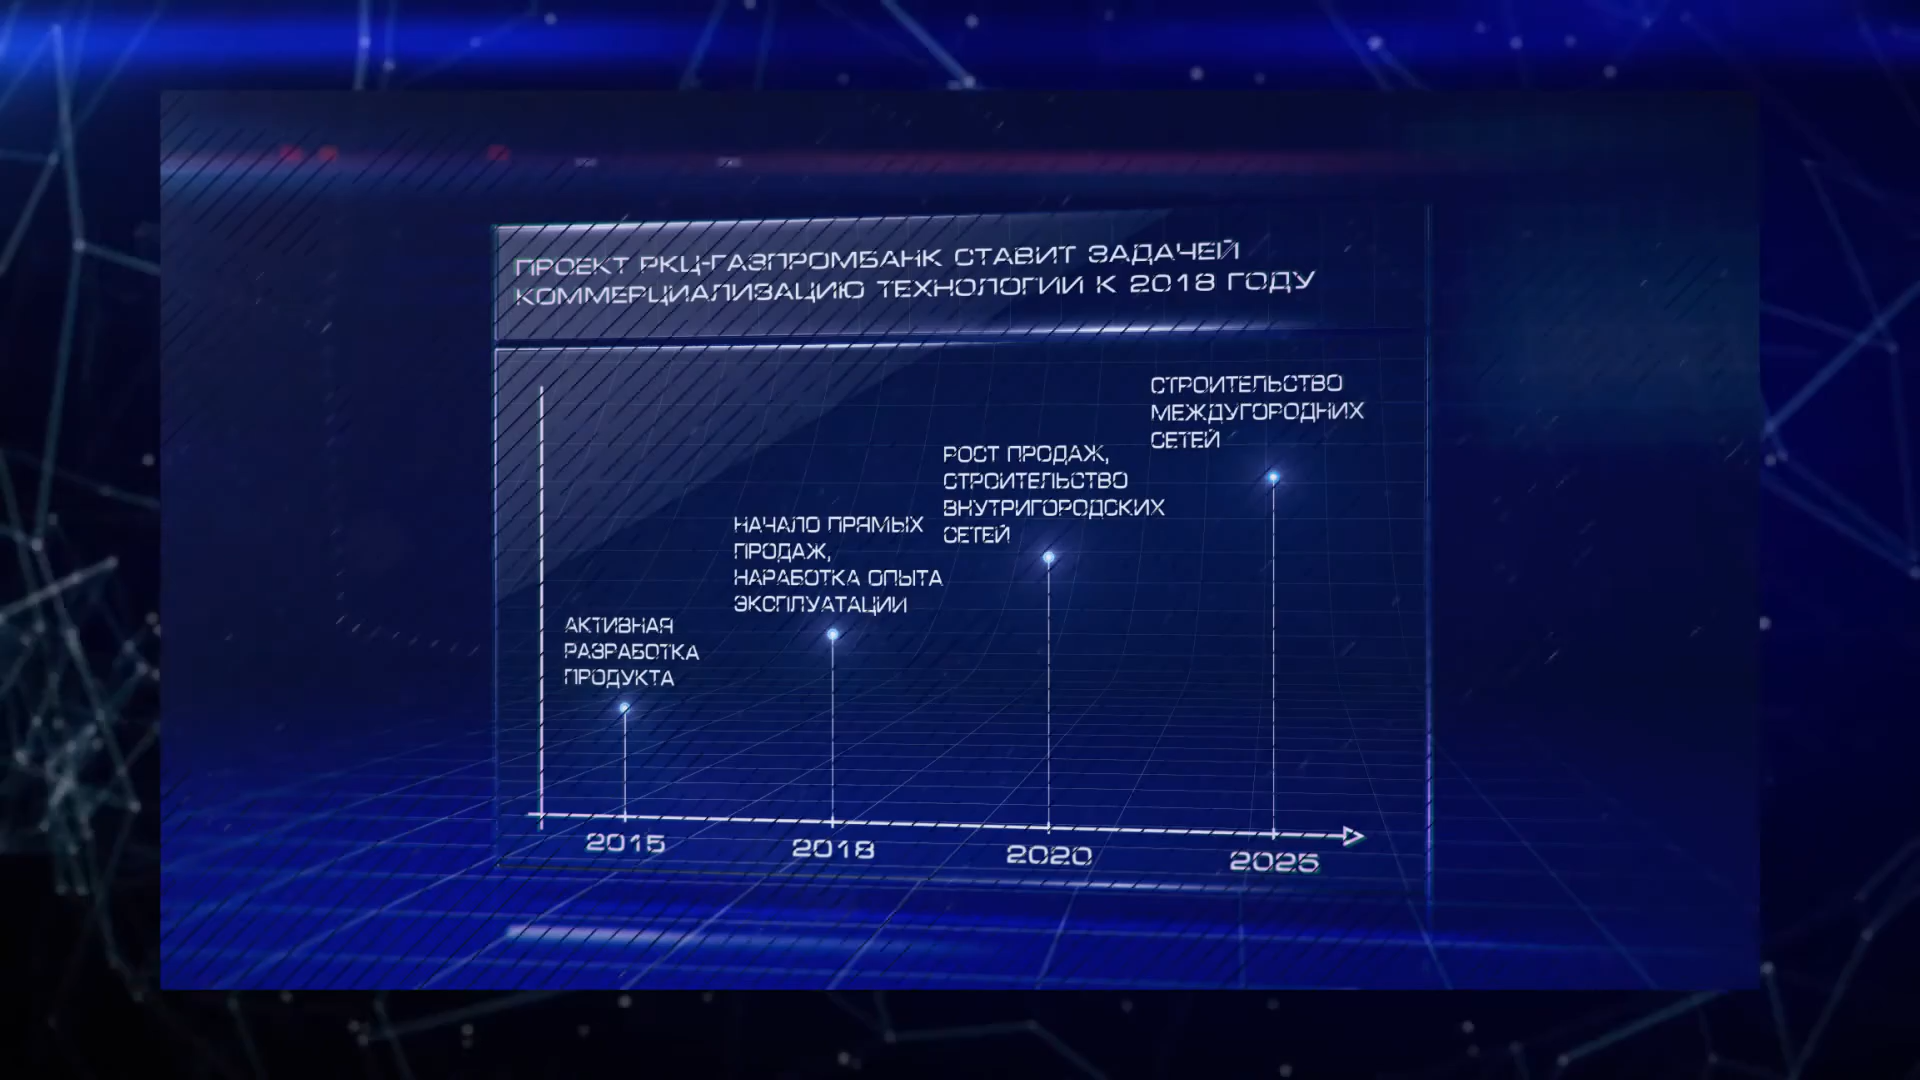 ПРОЕКТ РКЦ-ГАЗПРОМБАНК СТАВИТ ЗАДАЧЕЙ
КОММЕРЦИАЛИЗАЦИЮ ТЕХНОЛОГИИ К 2018 ГОДУ
АКТИВНАЯ
РАЗРАБОТКА
ПРОДУКТА
НАЧАЛО ПРЯМЫХ
ПРОДАЖ,
НАРАБОТКА ОПЫТА
ЭКСПЛУАТАЦИИ
РОСТ ПРОДАЖ,
СТРОИТЕЛЬСТВО
ВНУТРИГОРОДСКИХ
СЕТЕЙ
СТРОИТЕЛЬСТВО
МЕЖДУГОРОДНИХ
СЕТЕЙ
2015
2018
2020
2025